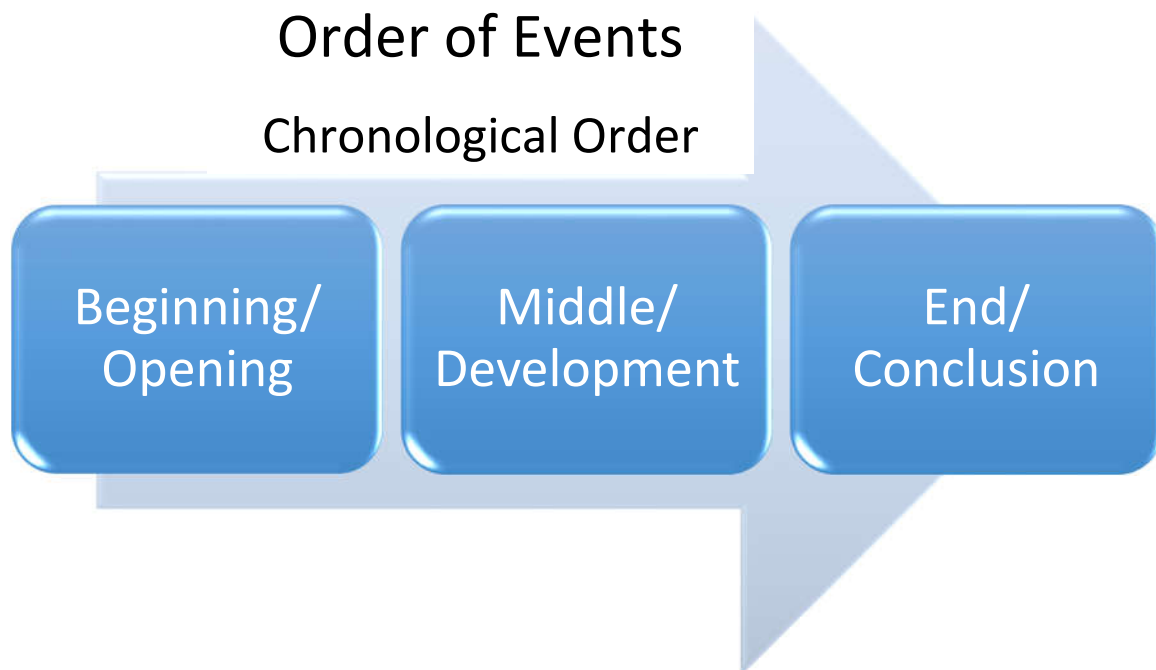 Order of Events
Chronological Order
Beginning/
Opening
Middle/
Development
End/
Conclusion